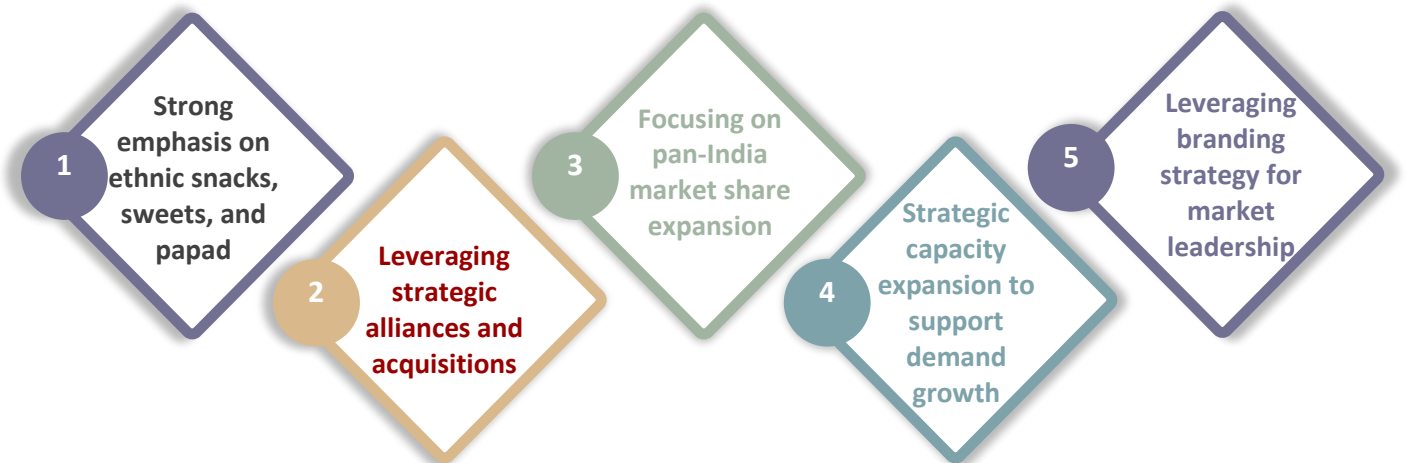 1
Strong
emphasis on
ethnic snacks,
sweets, and
papad
2
Leveraging
strategic
alliances and
acquisitions
3
Focusing on
pan-India
market share
expansion
4
Strategic
capacity
expansion to
support
demand
growth
5
Leveraging
branding
strategy for
market
leadership